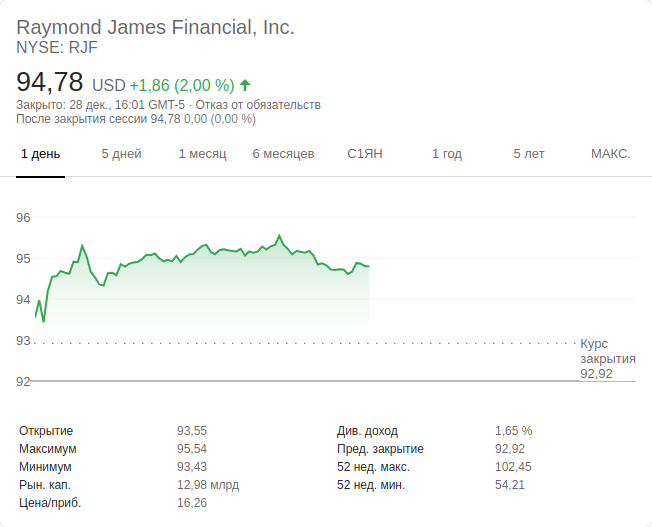 Raymond James Financial, Inc.
NYSE: RJF
94,78 USD +1,86 (2,00 %)
Закрыто: 28 дек., 16:01 GMT-5 · Отказ от обязательств
После закрытия сессии 94,78 0,00 (0,00 %)
1 день 5 дней 1 месяц 6 месяцев С1ЯН 1 год 5 лет МАКС.
96
95
94
93
Курс
закрытия
92,92
92
Открытие 93,55 Див. доход 1,65 %
Максимум 95,54 Пред. закрытие 92,92
Минимум 93,43 52 нед. макс. 102,45
Рын. кап. 12,98 млрд 52 нед. мин. 54,21
Цена/приб. 16,26